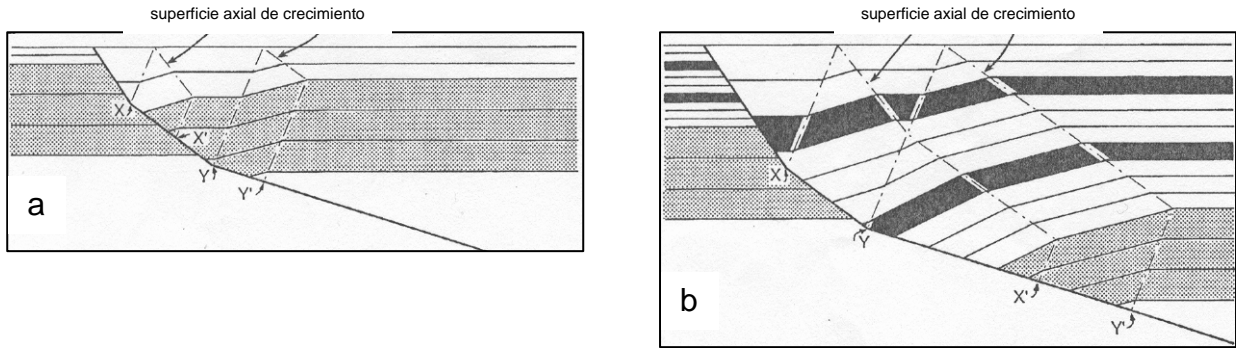 superficie axial de crecimiento
X
X'
Y
Y'
a
superficie axial de crecimiento
X
Y
X'
Y'
b